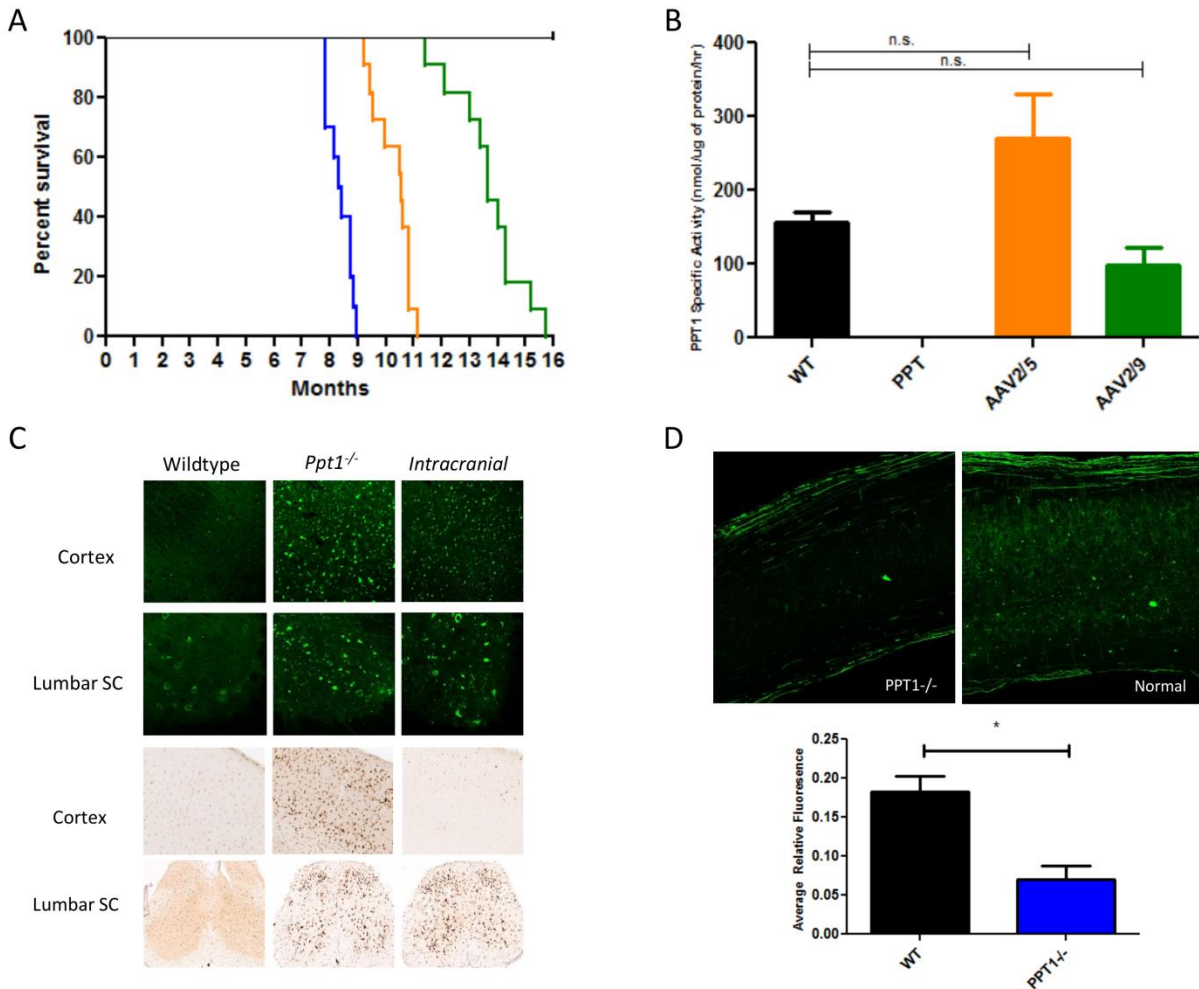 A
Percent survival
100
80
60
40
20
0
0 1 2 3 4 5 6 7 8 9 10 11 12 13 14 15 16
Months
B
PPT1 Specific Activity (nmol/ug of protein/hr)
400
300
200
100
0
n.s.
n.s.
WT PPT AAV2/5 AAV2/9
C
Wildtype Ppt1-/- Intracranial
Cortex
Lumbar SC
Cortex
Lumbar SC
D
PPT1-/-
Normal
Average Relative Fluoresence
0.25
0.20
0.15
0.10
0.05
0.00
*
WT PPT1-/-